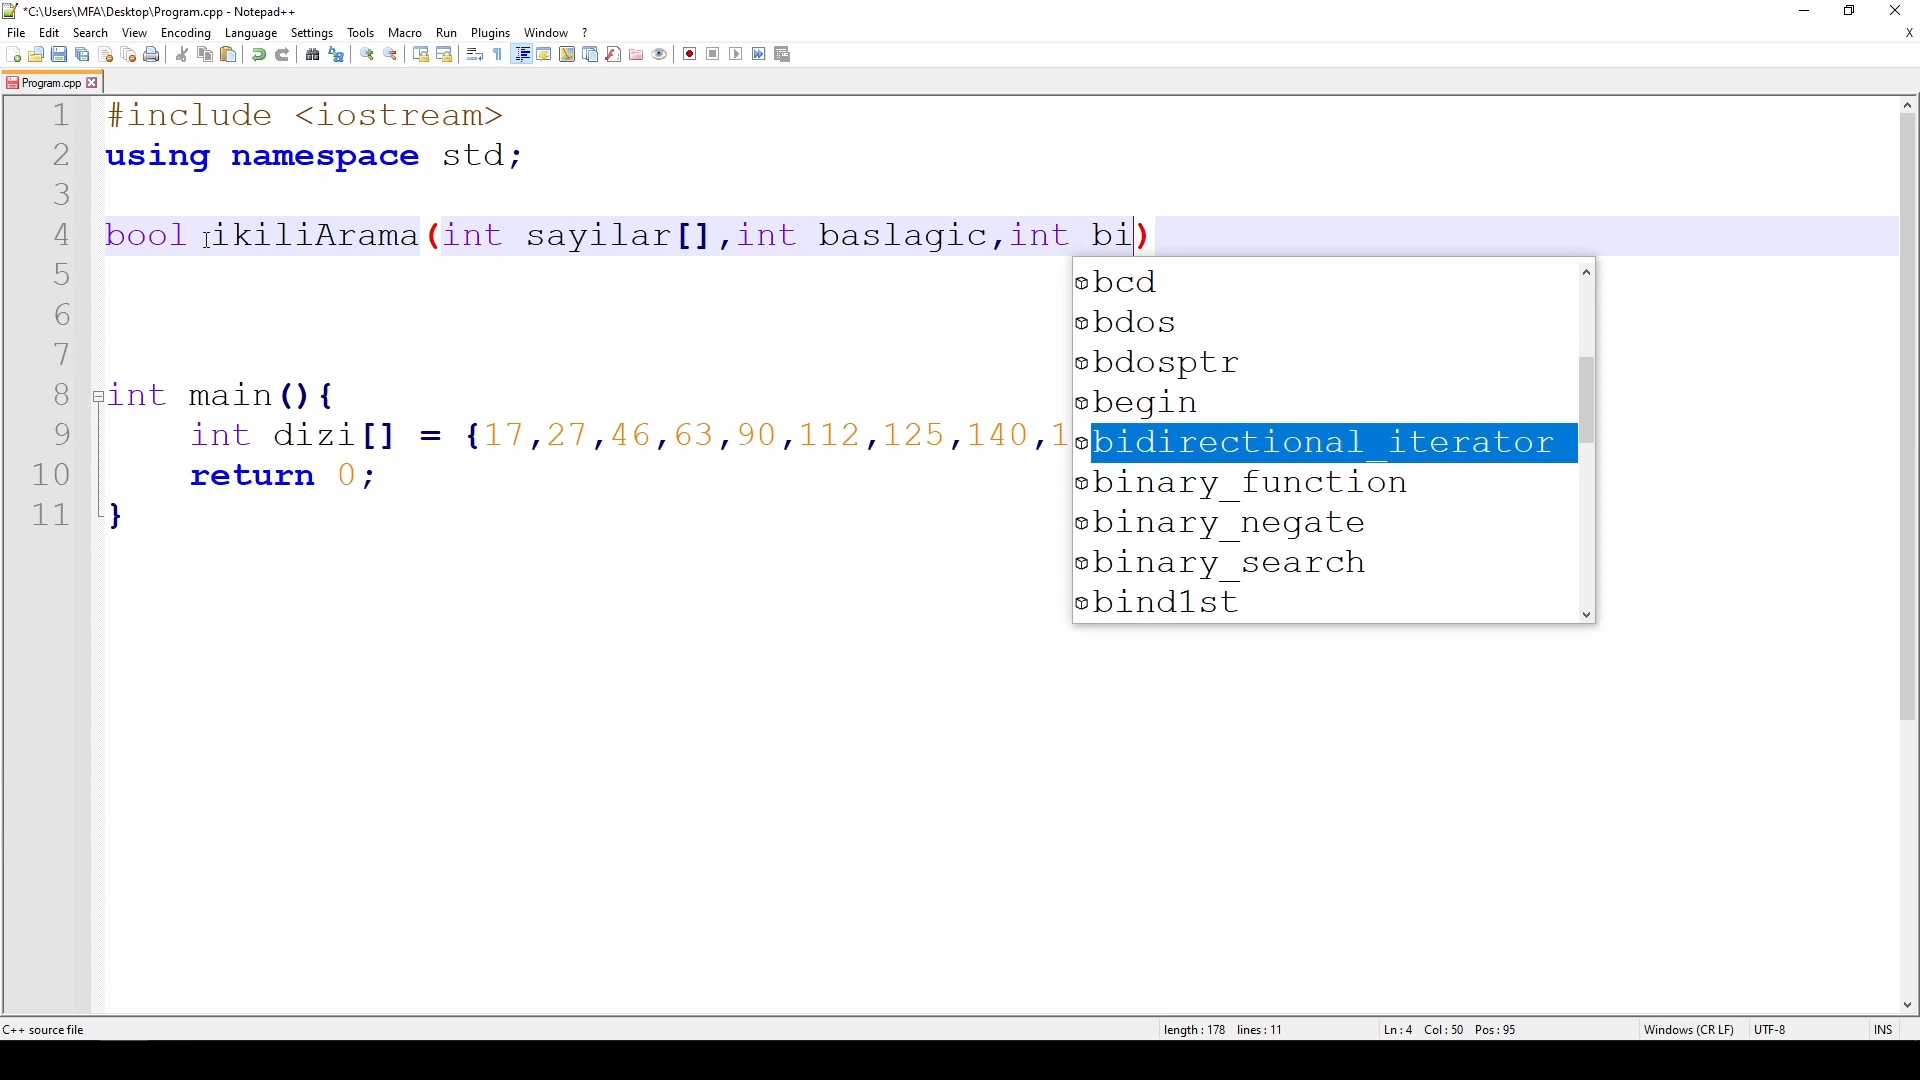 *C:\Users\MFA\Desktop\Program.cpp - Notepad++
File Edit Search View Encoding Language Settings Tools Macro Run Plugins Window ? X
Program.cpp
1 #include <iostream>
2 using namespace std;
3
4 bool ikiliArama(int sayilar[],int baslagic,int bi)
5
6
7
8 int main(){
9 int dizi[] = {17,27,46,63,90,112,125,140,1
10 return 0;
11 }
bcd
bdos
bdosptr
begin
bidirectional_iterator
binary_function
binary_negate
binary_search
bind1st
C++ source file length : 178 lines : 11 Ln : 4 Col : 50 Pos : 95 Windows (CR LF) UTF-8 INS